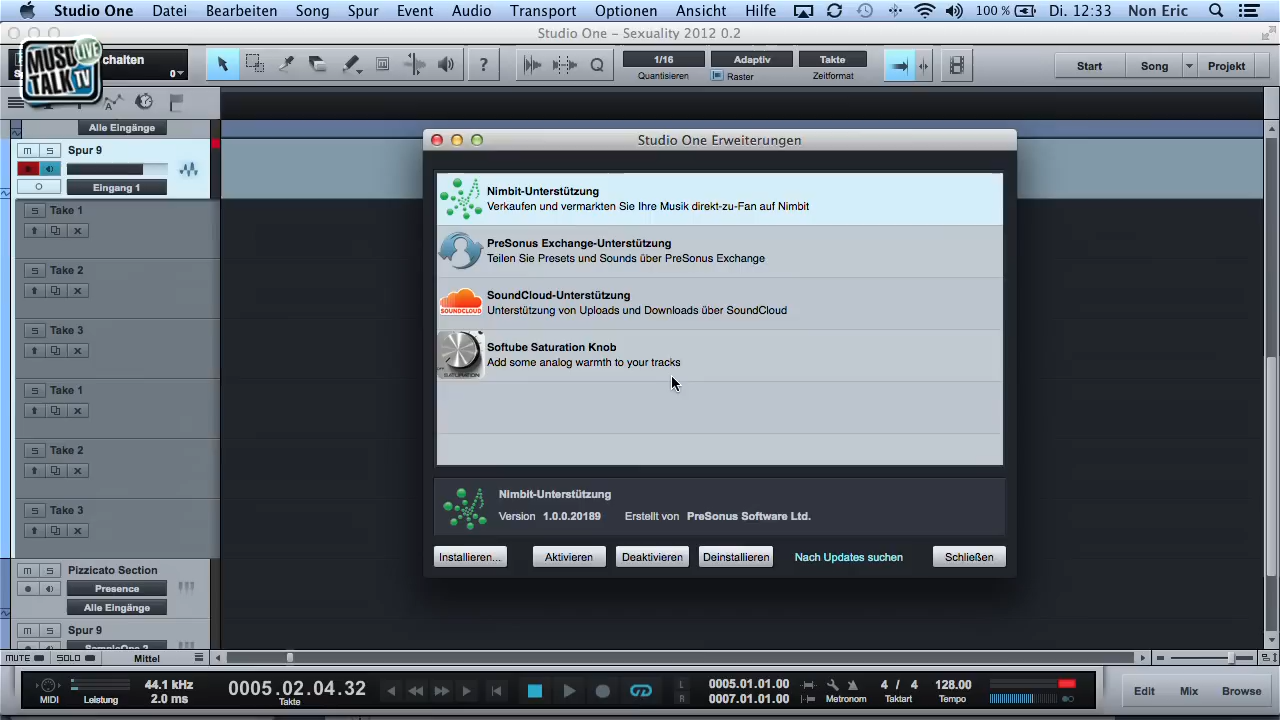 Studio One Datei Bearbeiten Song Spur Event Audio Transport Optionen Ansicht Hilfe 100 % Di. 12:33 Non Eric
Studio One – Sexuality 2012 0.2
MUSO TALK TV LIVE
chalten
0
?
1/16
Quantisieren
Adaptiv
Raster
Takte
Zeitformat
Start Song Projekt
Alle Eingänge
M S Spur 9
Eingang 1
S Take 1
S Take 2
S Take 3
S Take 1
S Take 2
S Take 3
M S Pizzicato Section
Presence
Alle Eingänge
M S Spur 9
SampleOne 2
MUTE SOLO Mittel
Studio One Erweiterungen
Nimbit-Unterstützung
Verkaufen und vermarkten Sie Ihre Musik direkt-zu-Fan auf Nimbit
PreSonus Exchange-Unterstützung
Teilen Sie Presets und Sounds über PreSonus Exchange
SOUNDCLOUD
SoundCloud-Unterstützung
Unterstützung von Uploads und Downloads über SoundCloud
SATURATION
Softube Saturation Knob
Add some analog warmth to your tracks
Nimbit-Unterstützung
Version 1.0.0.20189 Erstellt von PreSonus Software Ltd.
Installieren... Aktivieren Deaktivieren Deinstallieren Nach Updates suchen Schließen
MIDI
Leistung
44.1 kHz
2.0 ms
0005.02.04.32
Takte
L
R
0005.01.01.00
0007.01.01.00
Metronom
4 / 4
Taktart
128.00
Tempo
Edit Mix Browse